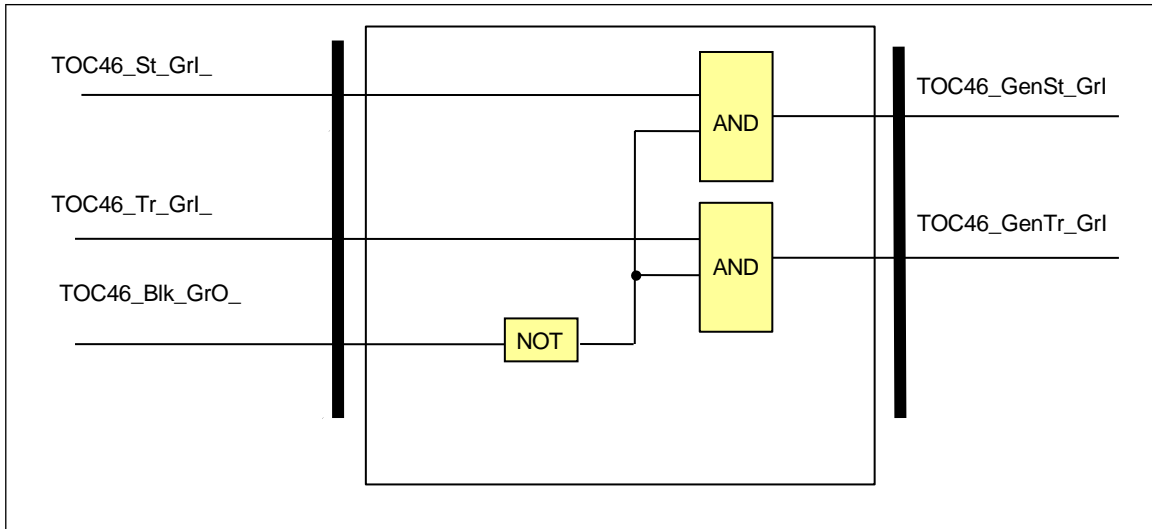 TOC46_St_GrI_
TOC46_GenSt_GrI
AND
TOC46_Tr_GrI_
TOC46_GenTr_GrI
AND
TOC46_Blk_GrO_
NOT